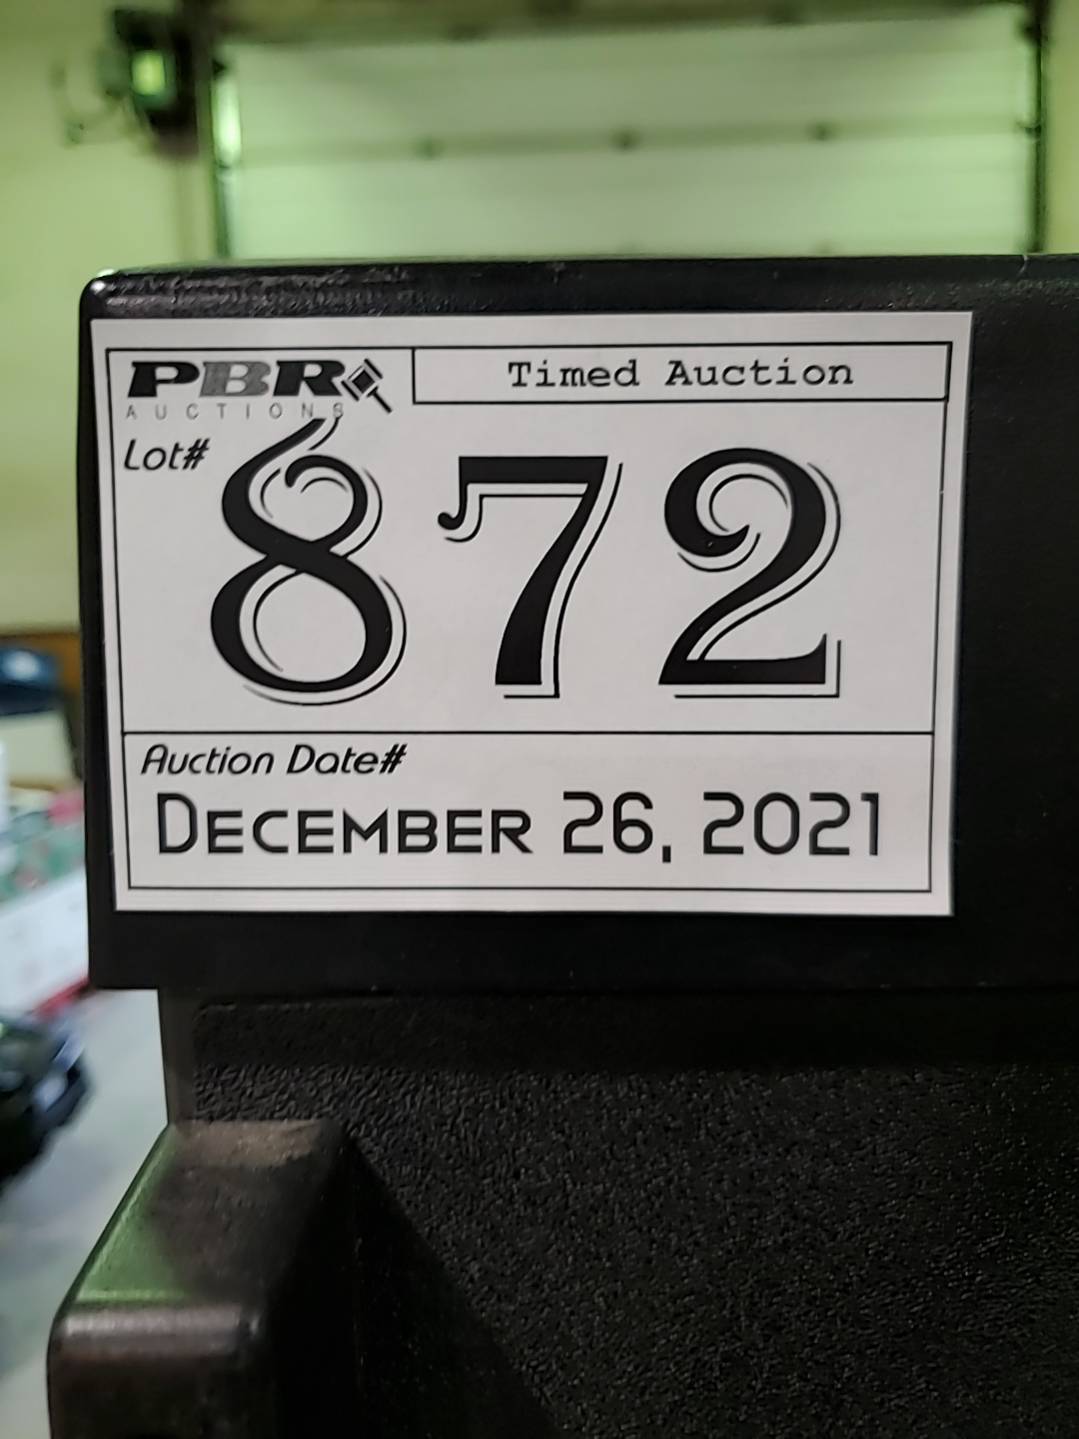 PBR
AUCTIONS
Timed Auction
Lot#
872
Auction Date#
December 26, 2021